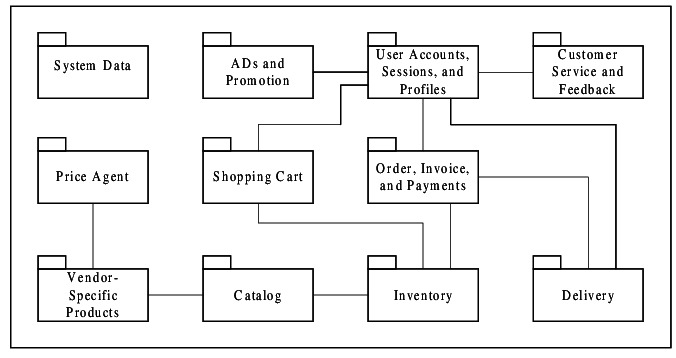 System Data
ADs and
Promotion
User Accounts,
Sessions, and
Profiles
Customer
Service and
Feedback
Price Agent
Shopping Cart
Order, Invoice,
and Payments
Vendor-
Specific
Products
Catalog
Inventory
Delivery